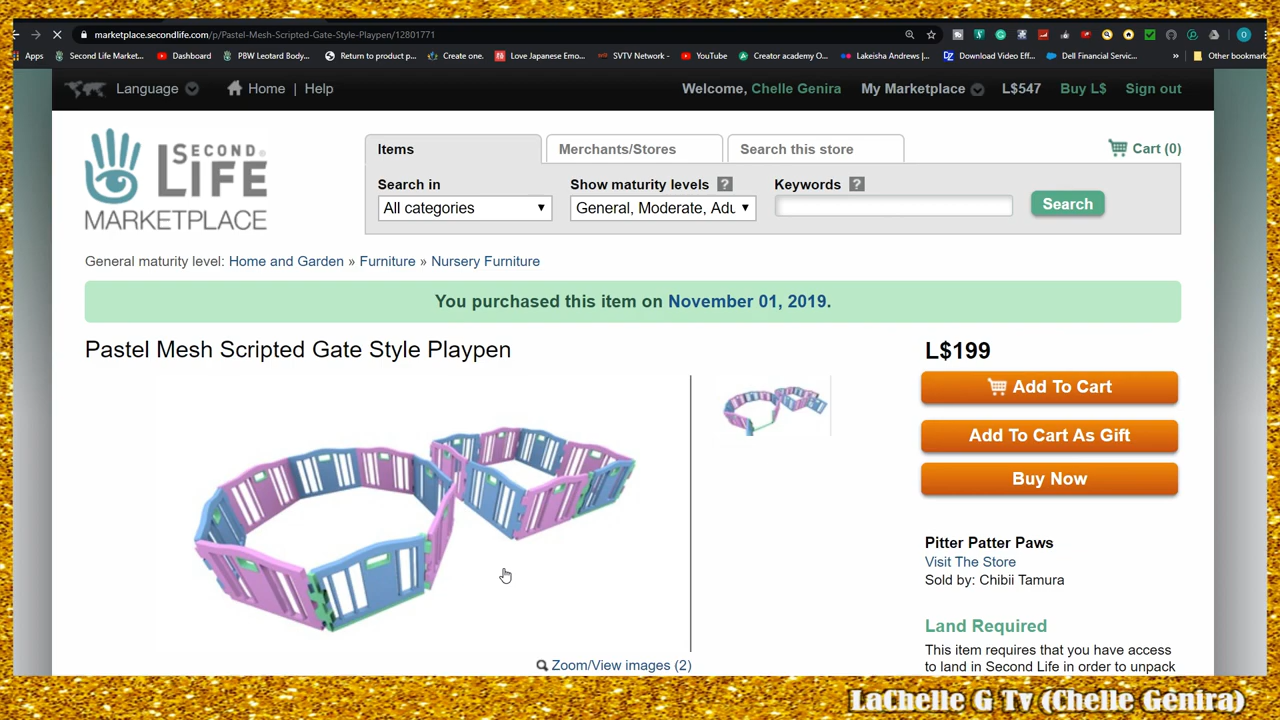 marketplace.secondlife.com/p/Pastel-Mesh-Scripted-Gate-Style-Playpen/12801771
Apps Second Life Market... Dashboard PBW Leotard Body... Return to product p... Create one. Love Japanese Emo... SVTV Network - YouTube Creator academy O... Lakeisha Andrews |... Download Video Eff... Dell Financial Servic... » Other bookmark
Language Home | Help Welcome, Chelle Genira My Marketplace L$547 Buy L$ Sign out
SECOND
LIFE
MARKETPLACE
Items Merchants/Stores Search this store Cart (0)
Search in Show maturity levels ? Keywords ?
All categories General, Moderate, Adu Search
General maturity level: Home and Garden » Furniture » Nursery Furniture
You purchased this item on November 01, 2019.
Pastel Mesh Scripted Gate Style Playpen
L$199
Add To Cart
Add To Cart As Gift
Buy Now
Pitter Patter Paws
Visit The Store
Sold by: Chibii Tamura
Land Required
This item requires that you have access
to land in Second Life in order to unpack
Zoom/View images (2)
LaChelle G Tv (Chelle Genira)